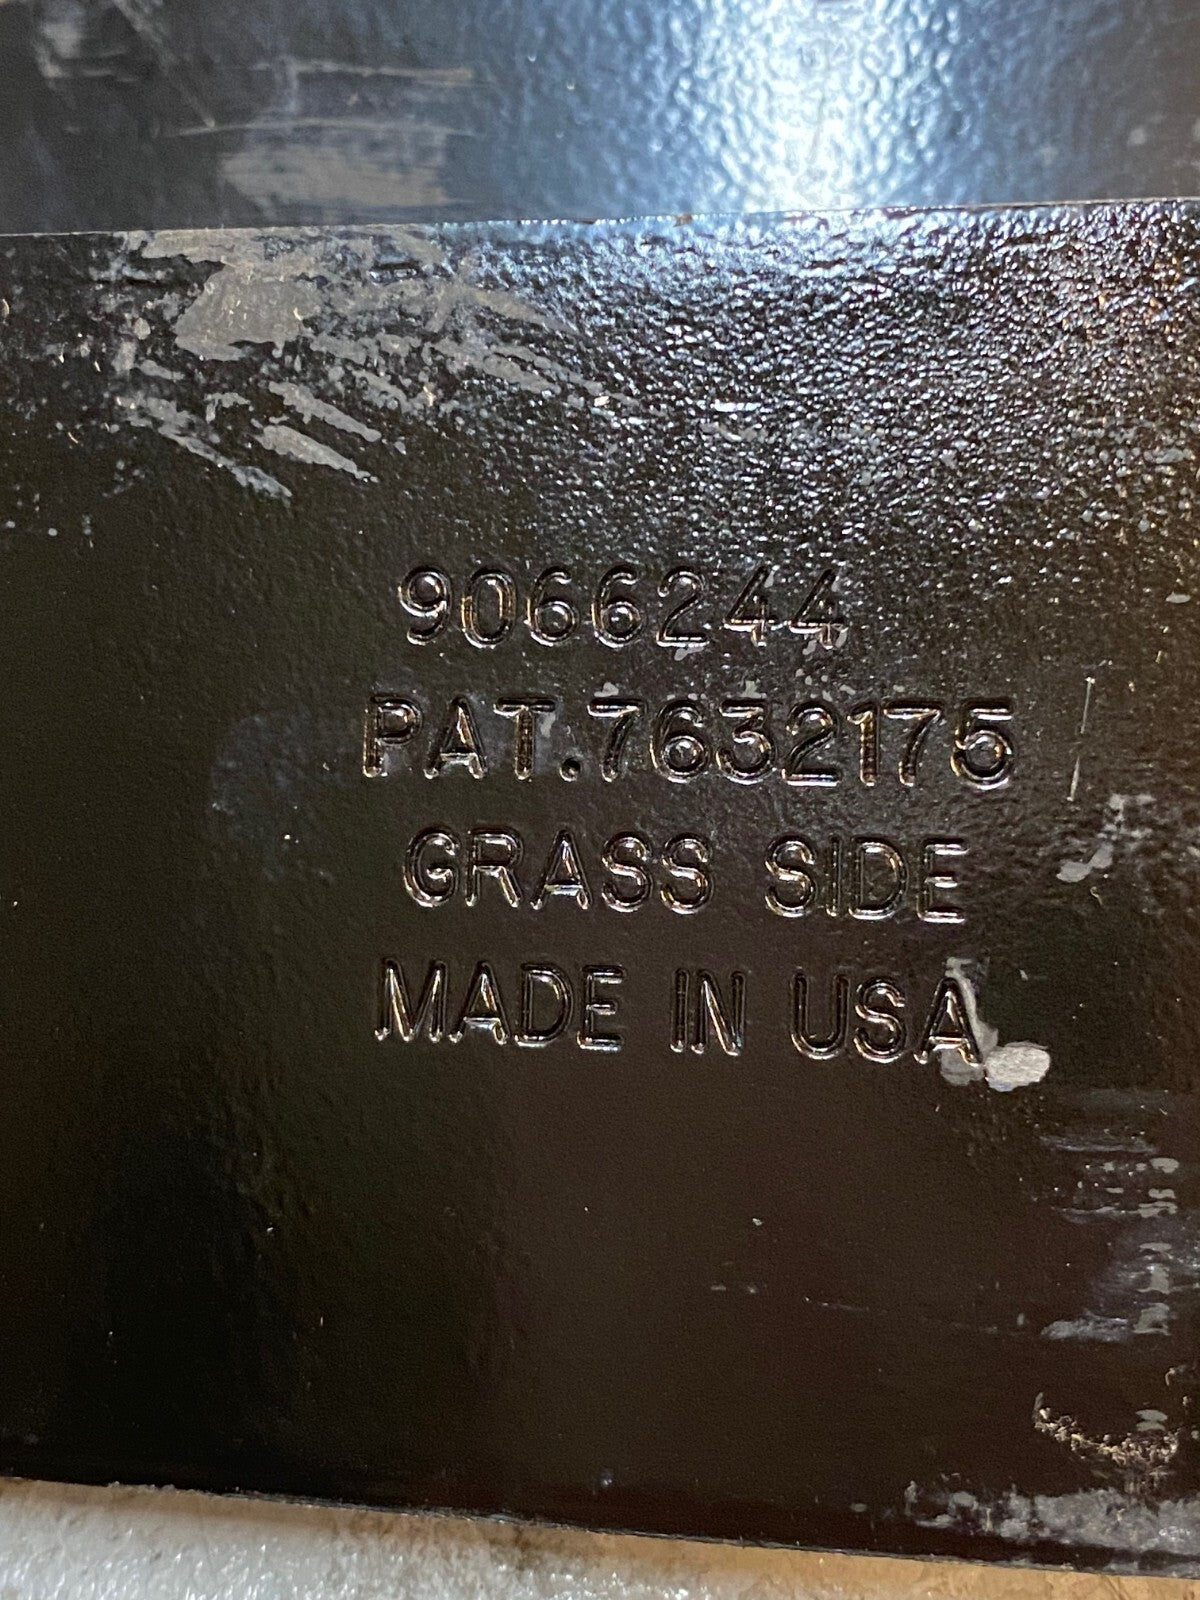 9066244
PAT.7632175
GRASS SIDE
MADE IN USA